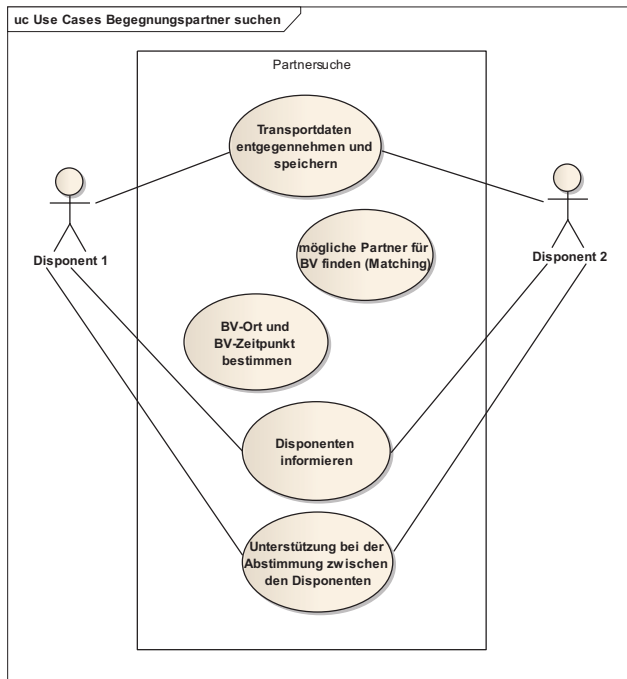 uc Use Cases Begegnungspartner suchen
Partnersuche
Transportdaten
entgegennehmen und
speichern
Disponent 1
Disponent 2
mögliche Partner für
BV finden (Matching)
BV-Ort und
BV-Zeitpunkt
bestimmen
Disponenten
informieren
Unterstützung bei der
Abstimmung zwischen
den Disponenten